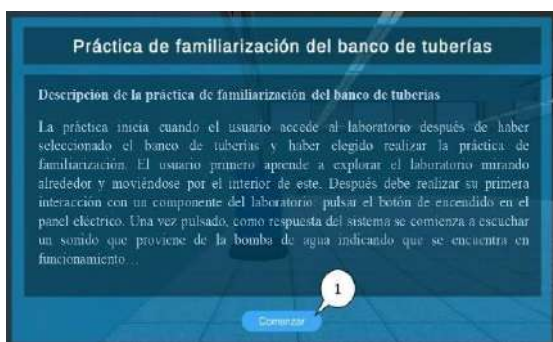 Práctica de familiarización del banco de tuberías
Descripción de la práctica de familiarización del banco de tuberías
La práctica inicia cuando el usuario accede al laboratorio después de haber
seleccionado el banco de tuberías y haber elegido realizar la práctica de
familiarización. El usuario primero aprende a explorar el laboratorio mirando
alrededor y moviéndose por el interior de este. Después debe realizar su primera
interacción con un componente del laboratorio: pulsar el botón de encendido en el
panel eléctrico. Una vez pulsado, como respuesta del sistema se comienza a escuchar
un sonido que proviene de la bomba de agua indicando que se encuentra en
funcionamiento…
1
Comenzar